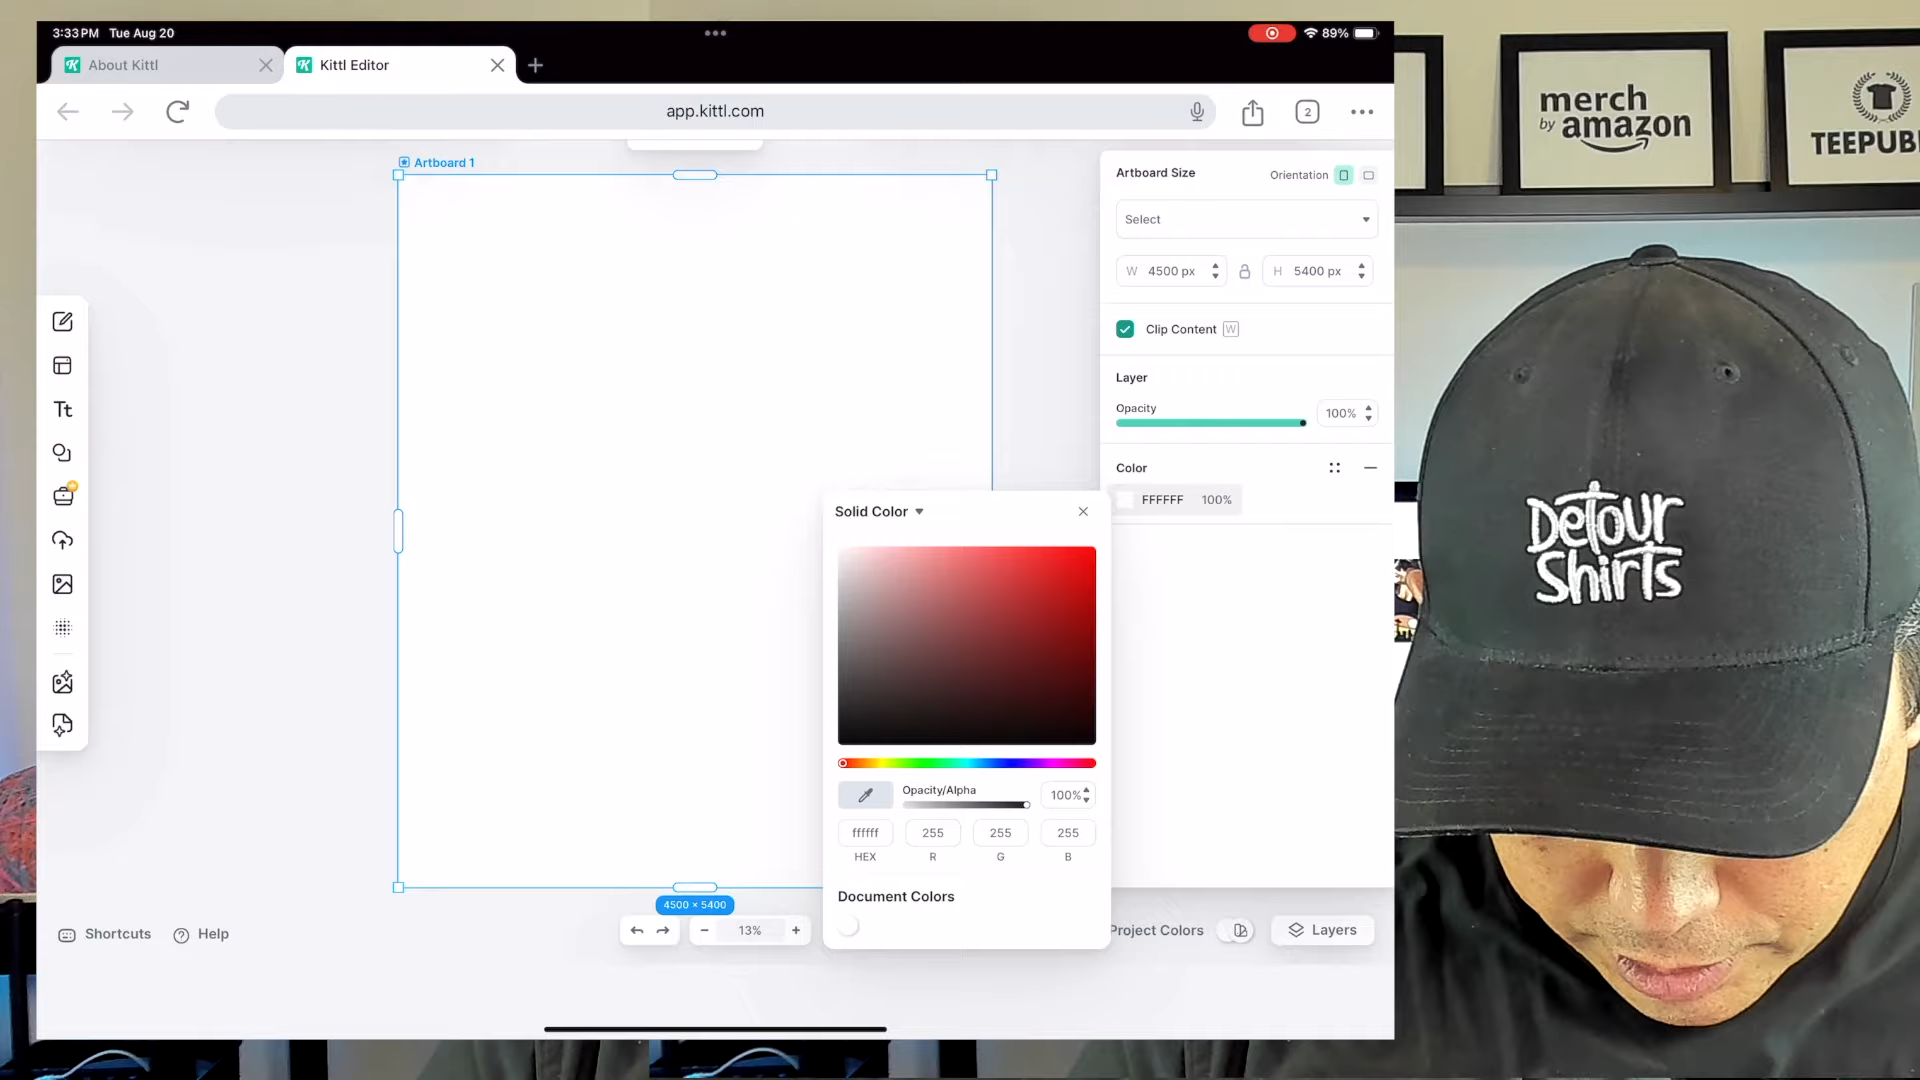 3:33 PM Tue Aug 20
89%
About Kittl
Kittl Editor
app.kittl.com
2
Artboard 1
Artboard Size
Orientation
Select
W 4500 px
H 5400 px
Clip Content W
Layer
Opacity
100%
Color
FFFFFF 100%
Solid Color
Opacity/Alpha
100%
ffffff 255 255 255
HEX R G B
Document Colors
4500 × 5400
Shortcuts
Help
13%
Project Colors
Layers
Tt
merch
by amazon
TEEPUB
Detour
Shirts